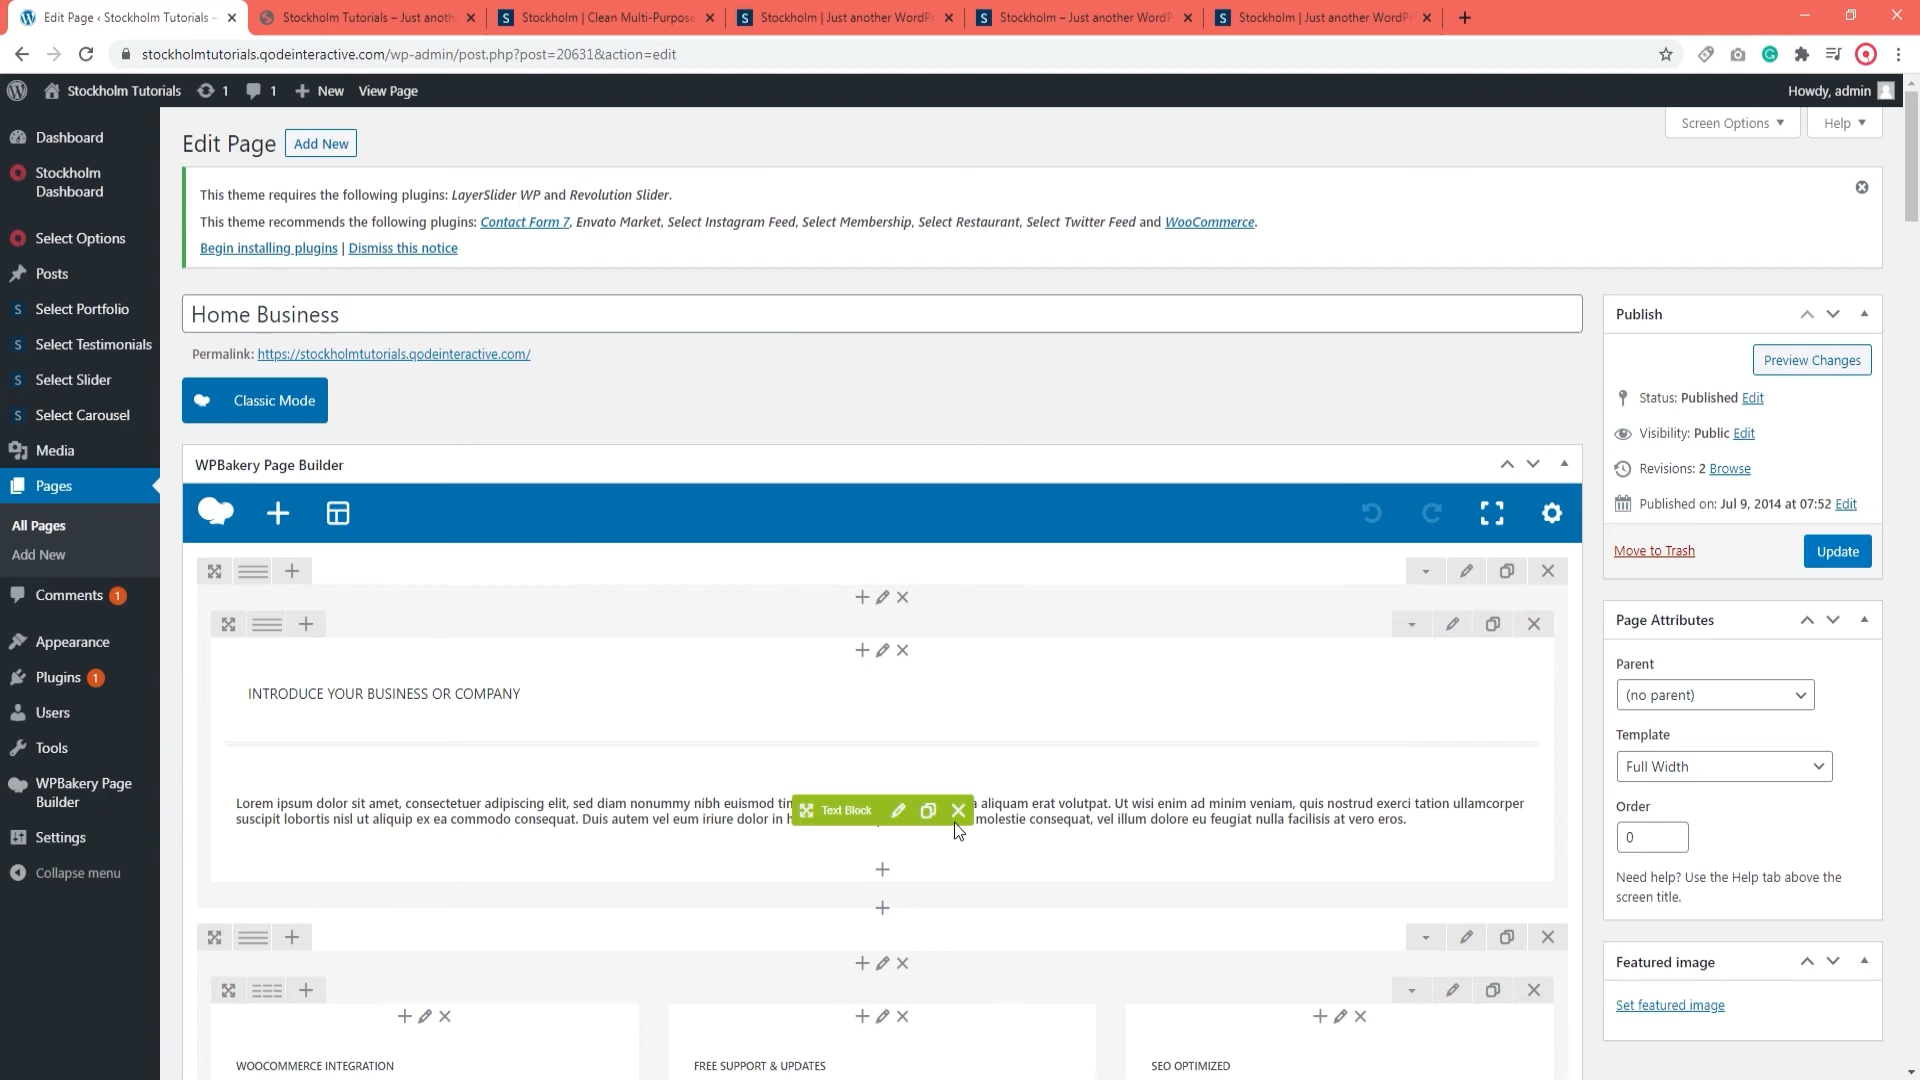 Edit Page ‹ Stockholm Tutorials –
Stockholm Tutorials – Just anoth
Stockholm | Clean Multi-Purpose
Stockholm | Just another WordPr
Stockholm – Just another WordP
Stockholm | Just another WordPr
stockholmtutorials.qodeinteractive.com/wp-admin/post.php?post=20631&action=edit
Stockholm Tutorials
1
1
New
View Page
Howdy, admin
Dashboard
Stockholm
Dashboard
Select Options
Posts
Select Portfolio
Select Testimonials
Select Slider
Select Carousel
Media
Pages
All Pages
Add New
Comments 1
Appearance
Plugins 1
Users
Tools
WPBakery Page
Builder
Settings
Collapse menu
Screen Options
Help
Edit Page
Add New
This theme requires the following plugins: LayerSlider WP and Revolution Slider.
This theme recommends the following plugins: Contact Form 7, Envato Market, Select Instagram Feed, Select Membership, Select Restaurant, Select Twitter Feed and WooCommerce.
Begin installing plugins | Dismiss this notice
Home Business
Permalink: https://stockholmtutorials.qodeinteractive.com/
Classic Mode
WPBakery Page Builder
INTRODUCE YOUR BUSINESS OR COMPANY
Lorem ipsum dolor sit amet, consectetuer adipiscing elit, sed diam nonummy nibh euismod tin a aliquam erat volutpat. Ut wisi enim ad minim veniam, quis nostrud exerci tation ullamcorper
Text Block
suscipit lobortis nisl ut aliquip ex ea commodo consequat. Duis autem vel eum iriure dolor in h molestie consequat, vel illum dolore eu feugiat nulla facilisis at vero eros.
WOOCOMMERCE INTEGRATION
FREE SUPPORT & UPDATES
SEO OPTIMIZED
Publish
Preview Changes
Status: Published Edit
Visibility: Public Edit
Revisions: 2 Browse
Published on: Jul 9, 2014 at 07:52 Edit
Move to Trash
Update
Page Attributes
Parent
(no parent)
Template
Full Width
Order
0
Need help? Use the Help tab above the
screen title.
Featured image
Set featured image